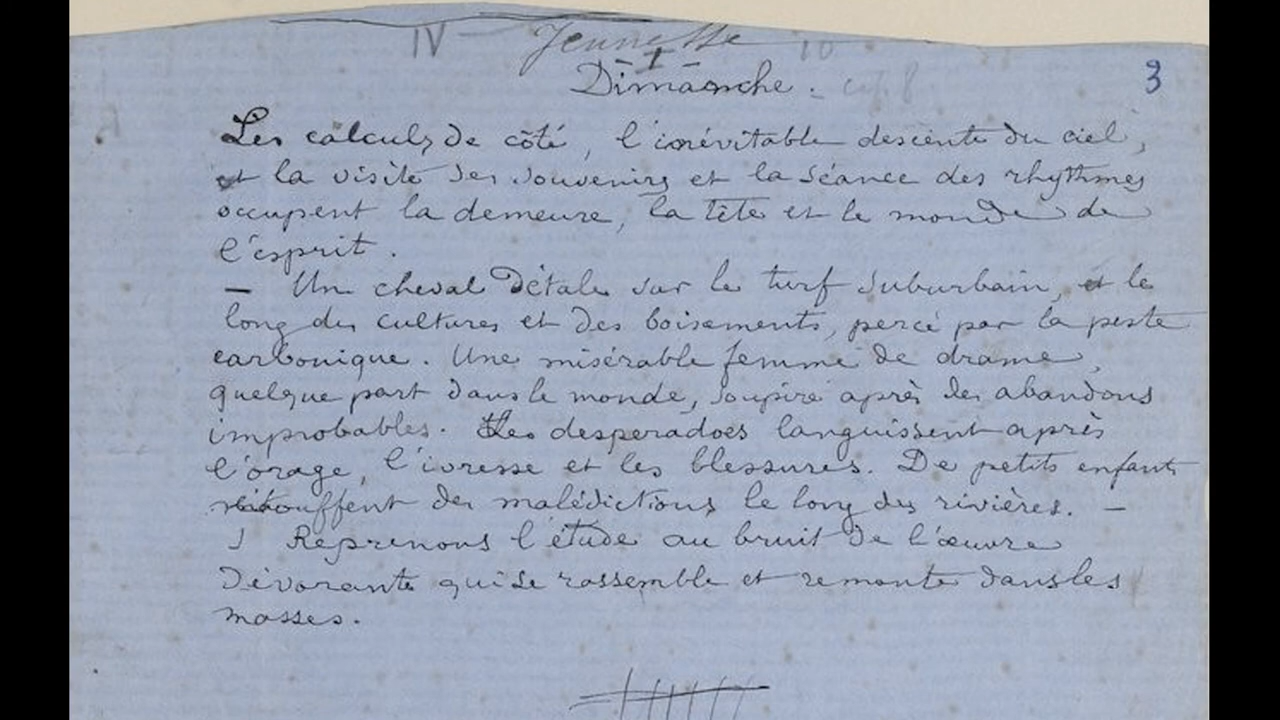 IV Jeunesse
I
Dimanche. 3
Les calculs de côté, l'inévitable descente du ciel,
et la visite des souvenirs et la séance des rhythmes
occupent la demeure, la tête et le monde de
l'esprit.
— Un cheval détale sur le turf suburbain, et le
long des cultures et des boisements, percé par la peste
carbonique. Une misérable femme de drame,
quelque part dans le monde, soupire après des abandons
improbables. Les desperadoes languissent après
l'orage, l'ivresse et les blessures. De petits enfants
étouffent des malédictions le long des rivières. —
Reprenons l'étude au bruit de l'œuvre
dévorante qui se rassemble et remonte dans les
masses.